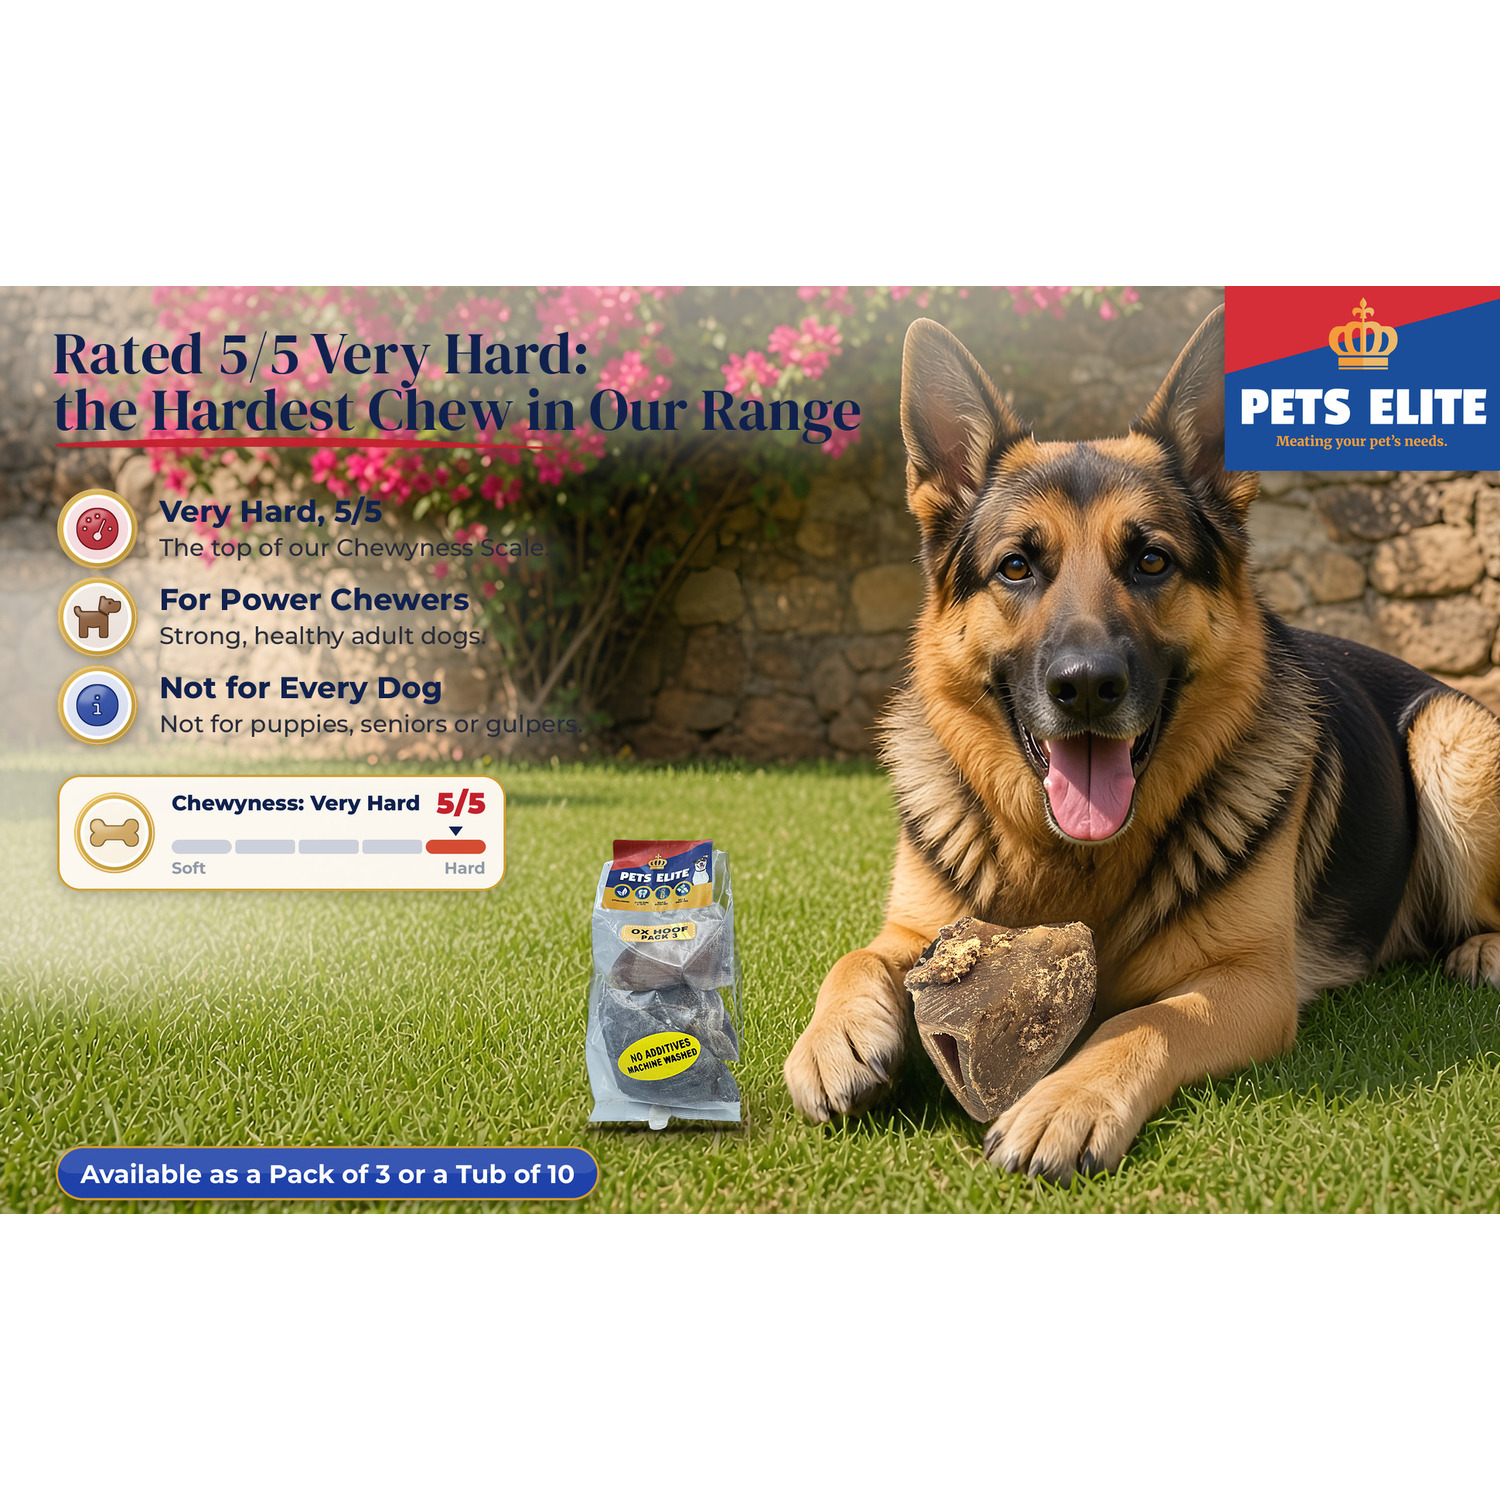 Rated 5/5 Very Hard:
the Hardest Chew in Our Range
PETS ELITE
Meating your pet's needs.
Very Hard, 5/5
The top of our Chewyness Scale.
For Power Chewers
Strong, healthy adult dogs.
i
Not for Every Dog
Not for puppies, seniors or gulpers.
Chewyness: Very Hard 5/5
Soft Hard
PETS ELITE
OX HOOF
PACK 3
NO ADDITIVES
MACHINE WASHED
Available as a Pack of 3 or a Tub of 10